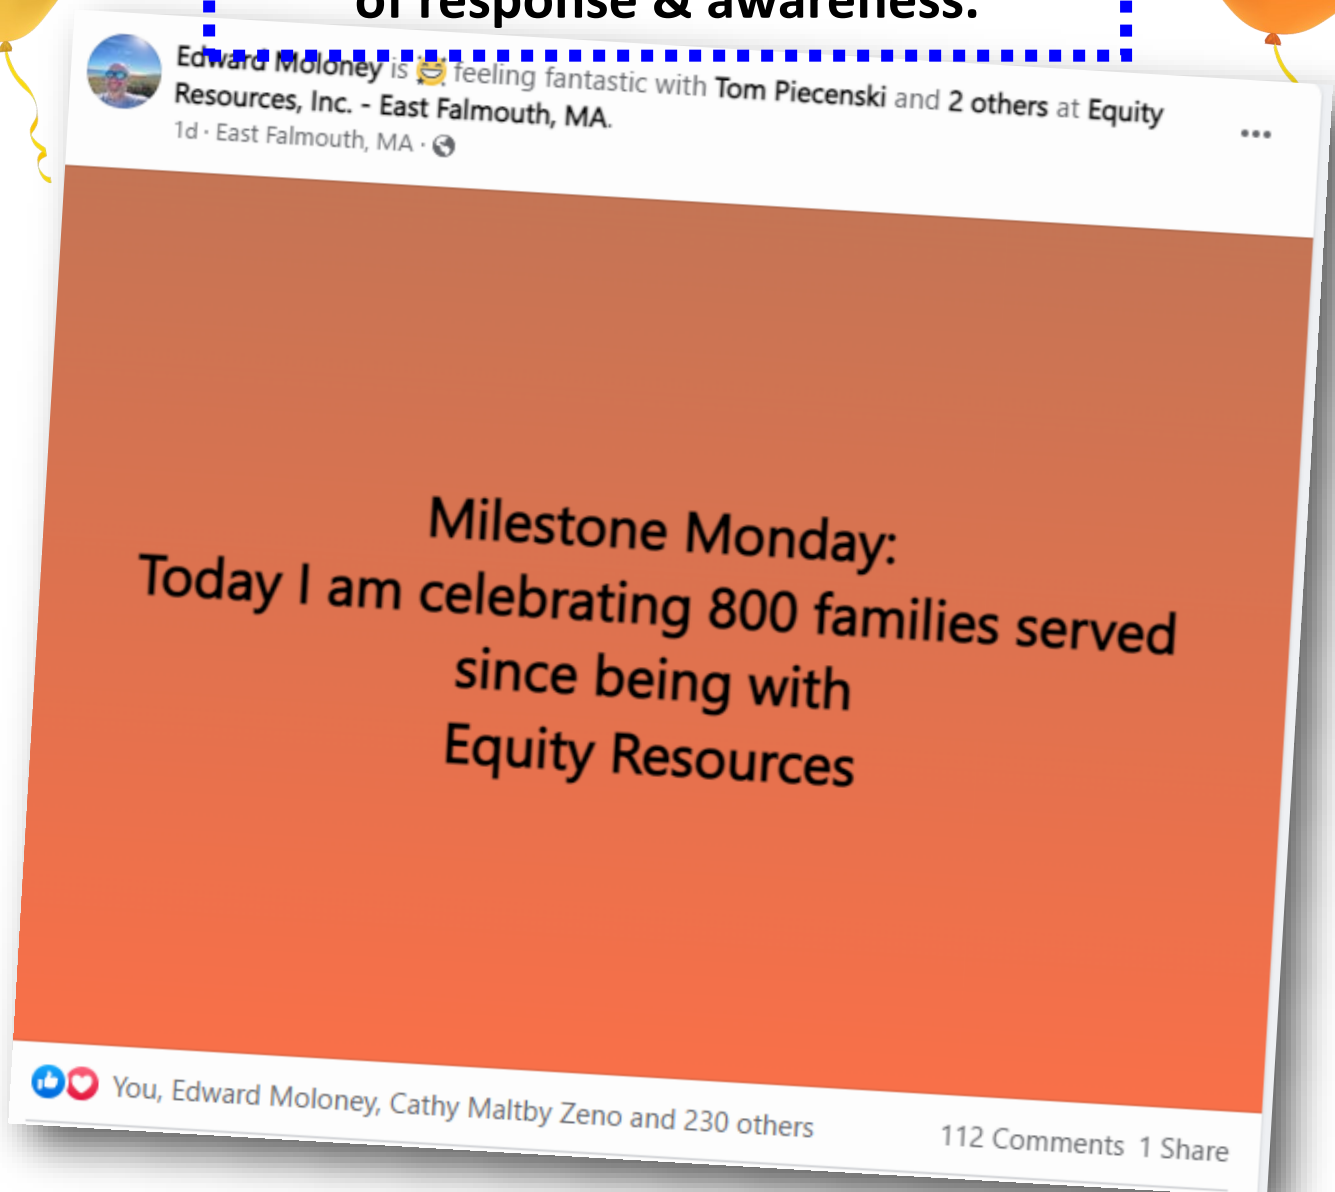 of response & awareness.
Edward Moloney is feeling fantastic with Tom Piecenski and 2 others at Equity
Resources, Inc. - East Falmouth, MA.
1d · East Falmouth, MA ·
Milestone Monday:
Today I am celebrating 800 families served
since being with
Equity Resources
You, Edward Moloney, Cathy Maltby Zeno and 230 others
112 Comments 1 Share